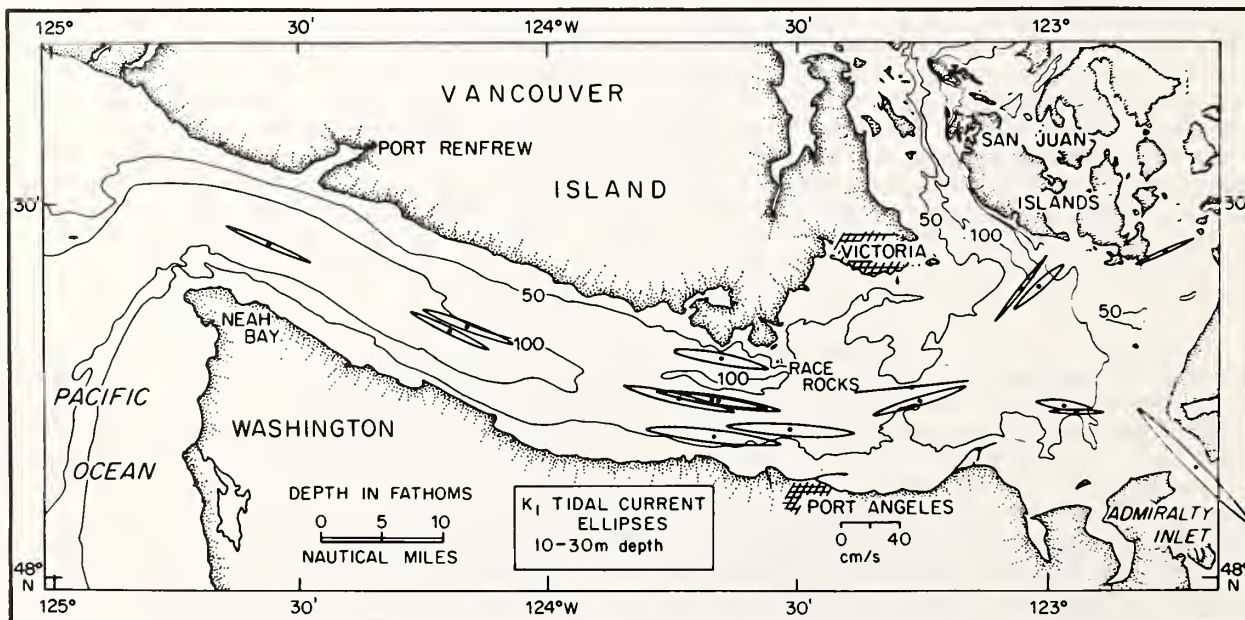 125°
30'
124°
30'
123°
VANCOUVER
PORT RENFREW
SAN JUAN
ISLAND
ISLANDS
30'
30'
50
100
VICTORIA
50
50
NEAH
BAY
100
100
RACE
ROCKS
PACIFIC
OCEAN
WASHINGTON
DEPTH IN FATHOMS
0 5 10
NAUTICAL MILES
K₁ TIDAL CURRENT
ELLIPSES
10-30m depth
PORT ANGELES
0 40
cm/s
ADMIRALTY
INLET
48°
N
48°
N
125°
30'
124°W
30'
123°